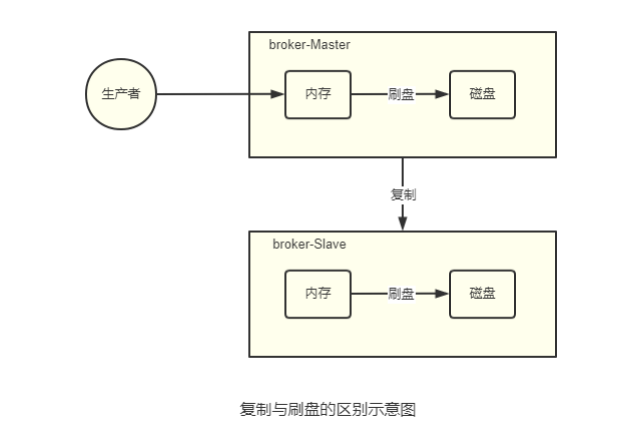 broker-Master
生产者
内存
刷盘
磁盘
复制
broker-Slave
内存
刷盘
磁盘
复制与刷盘的区别示意图